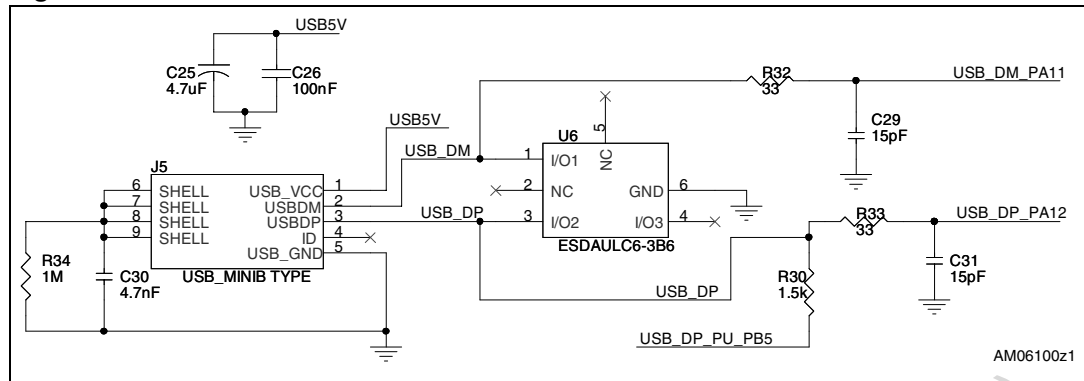 USB5V
C25
4.7uF
C26
100nF
R32
33
USB_DM_PA11
C29
15pF
USB5V
U6
5
NC
USB_DM
1
I/O1
2
NC
GND
6
USB_DP
3
I/O2
I/O3
4
ESDAULC6-3B6
J5
6
SHELL
USB_VCC
1
7
SHELL
USBDM
2
8
SHELL
USBDP
3
9
SHELL
ID
4
USB_GND
5
USB_MINIB TYPE
R34
1M
C30
4.7nF
R33
33
USB_DP_PA12
C31
15pF
R30
1.5k
USB_DP
USB_DP_PU_PB5
AM06100z1